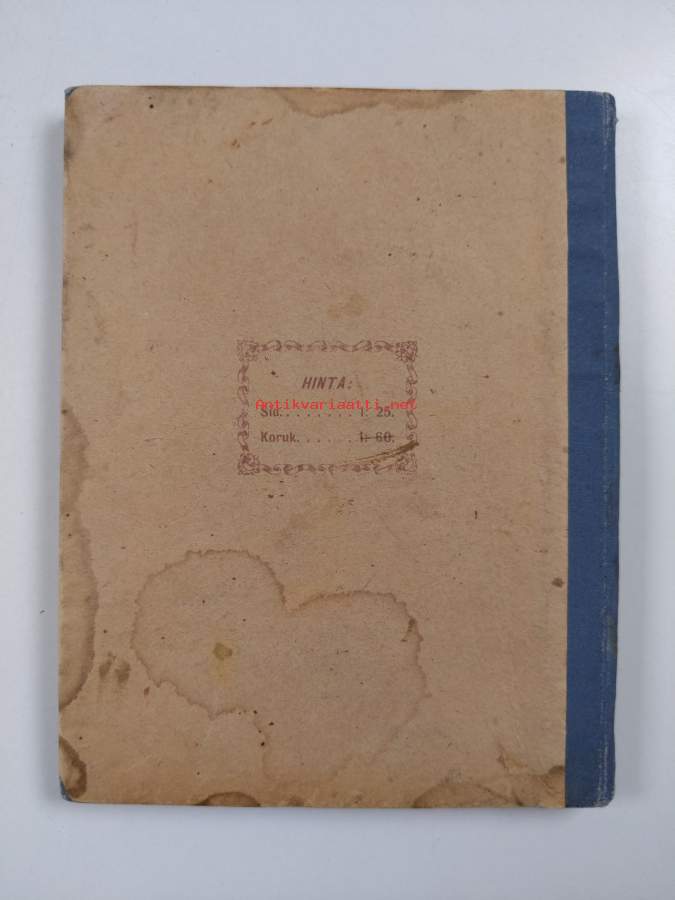 HINTA:
Antikvariaatti.net
Sid. . . . . . . . 1: 25.
Koruk. . . . . . 1: 60.